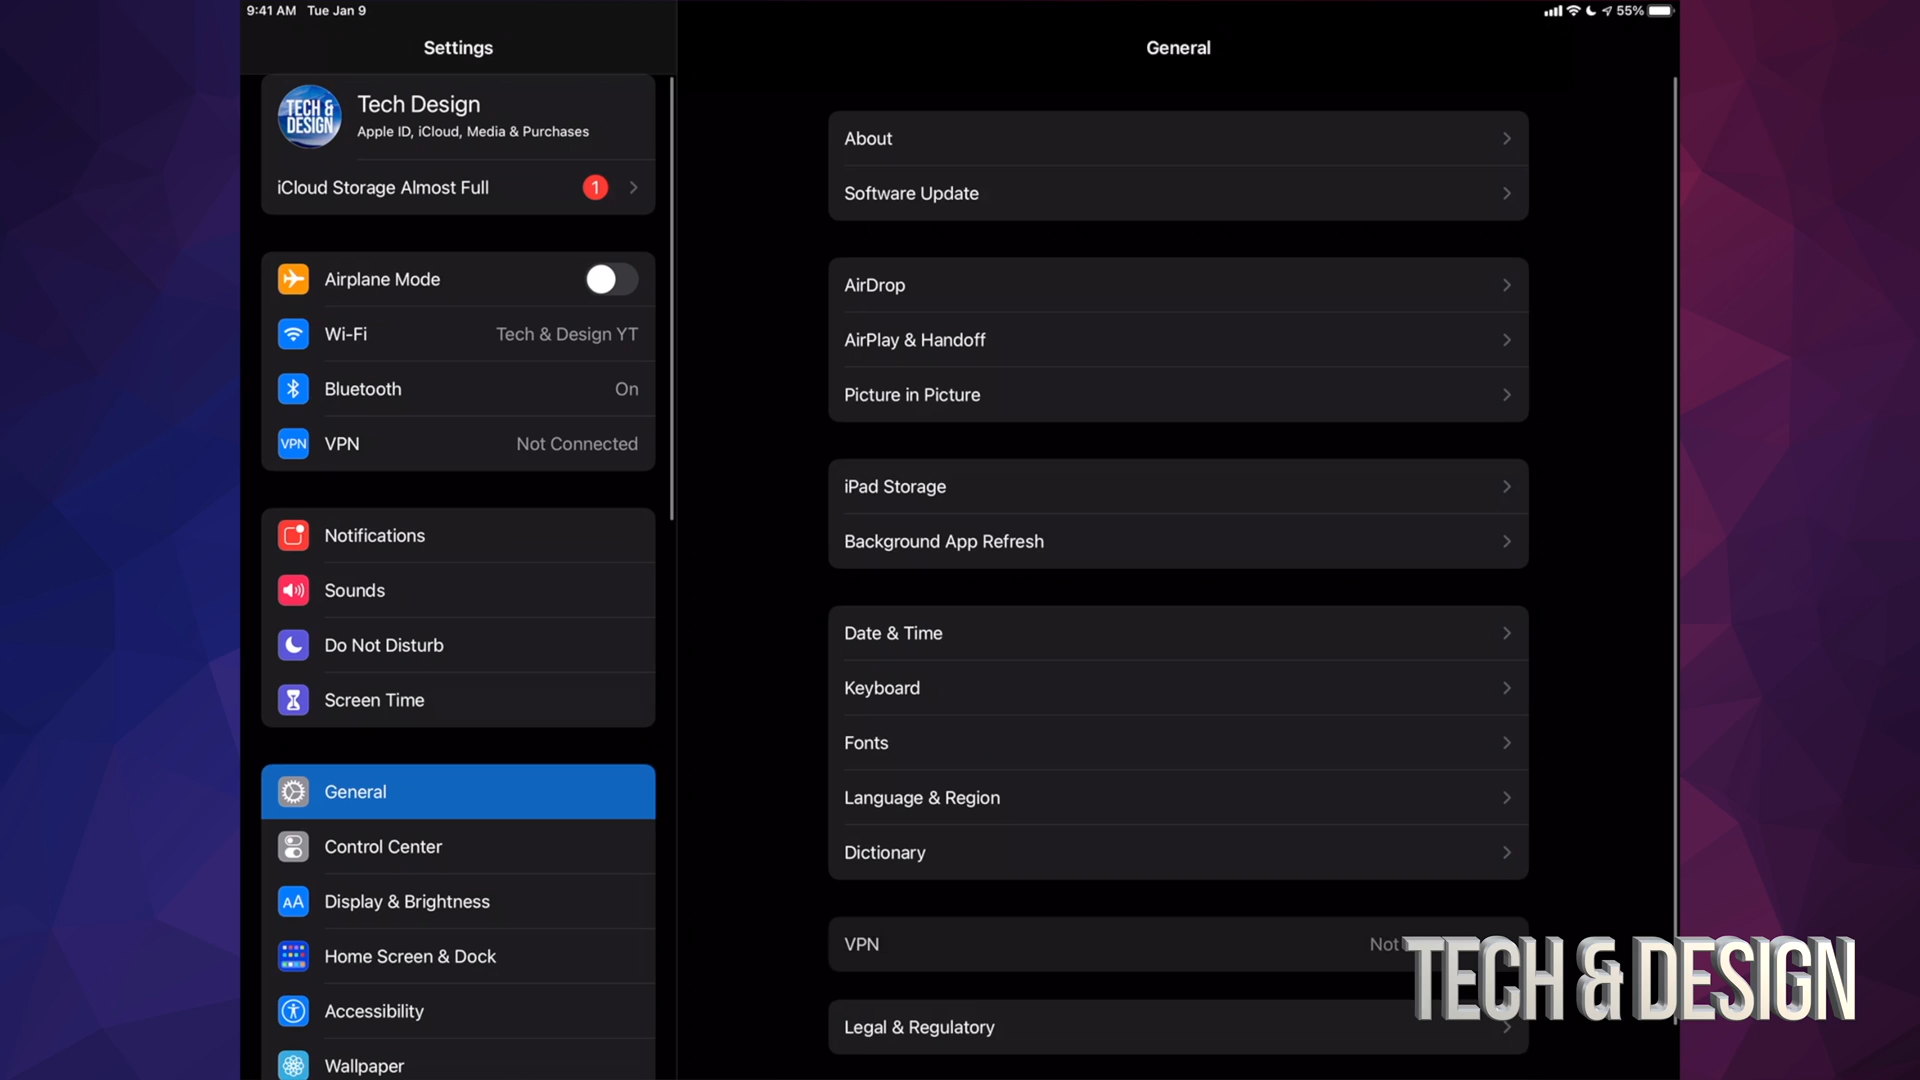 9:41 AM Tue Jan 9
55%
Settings
TECH &
DESIGN
Tech Design
Apple ID, iCloud, Media & Purchases
iCloud Storage Almost Full 1
Airplane Mode
Wi-Fi Tech & Design YT
Bluetooth On
VPN VPN Not Connected
Notifications
Sounds
Do Not Disturb
Screen Time
General
Control Center
AA Display & Brightness
Home Screen & Dock
Accessibility
Wallpaper
General
About
Software Update
AirDrop
AirPlay & Handoff
Picture in Picture
iPad Storage
Background App Refresh
Date & Time
Keyboard
Fonts
Language & Region
Dictionary
VPN Not
Legal & Regulatory
TECH & DESIGN